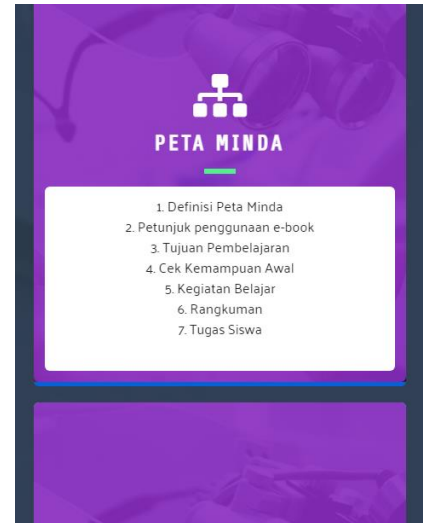 PETA MINDA
1. Definisi Peta Minda
2. Petunjuk penggunaan e-book
3. Tujuan Pembelajaran
4. Cek Kemampuan Awal
5. Kegiatan Belajar
6. Rangkuman
7. Tugas Siswa